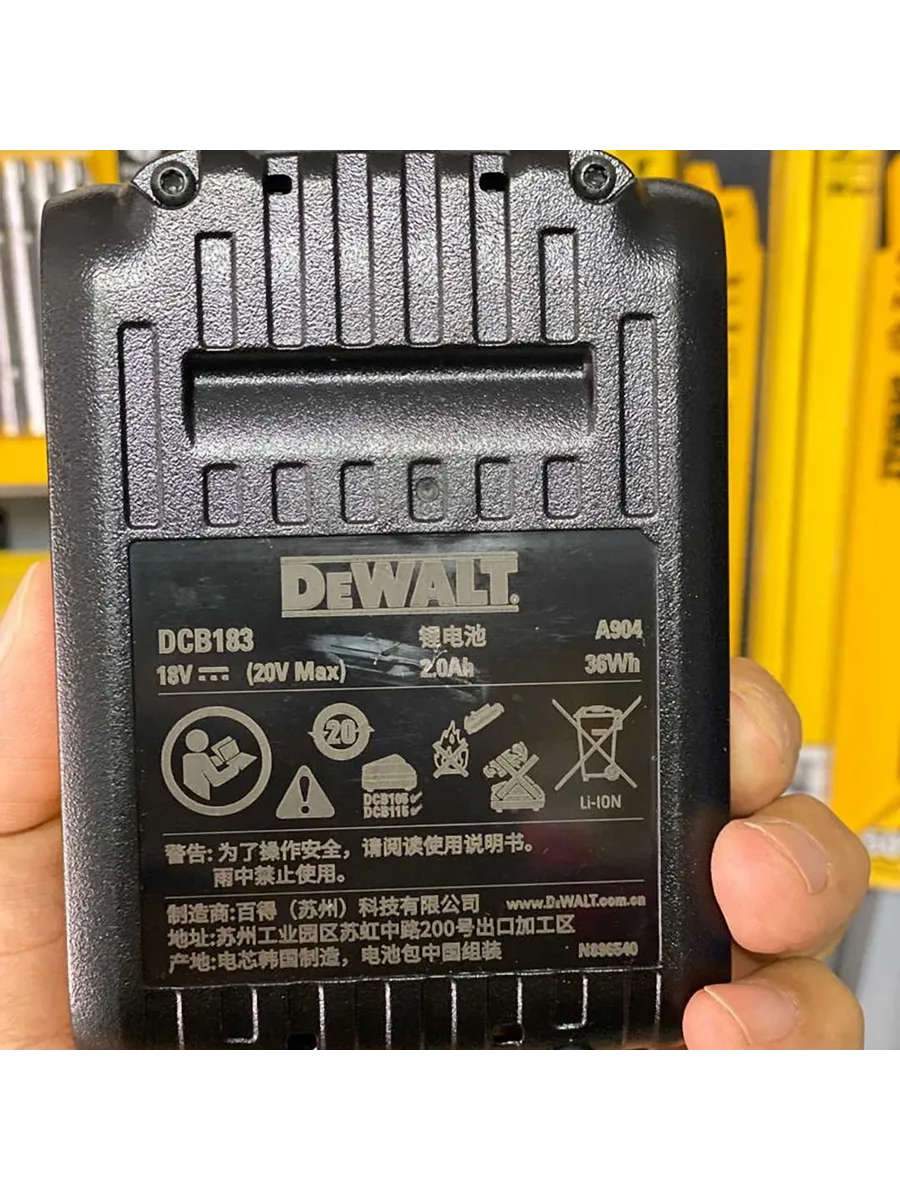 DEWALT
DCB183 锂电池 A904
18V (20V Max) 2.0Ah 36Wh
20
DCB105
DCB115
Li-ION
警告: 为了操作安全，请阅读使用说明书。
雨中禁止使用。
制造商: 百得（苏州）科技有限公司 www.DEWALT.com.cn
地址: 苏州工业园区苏虹中路200号出口加工区
产地: 电芯韩国制造，电池包中国组装 N896540